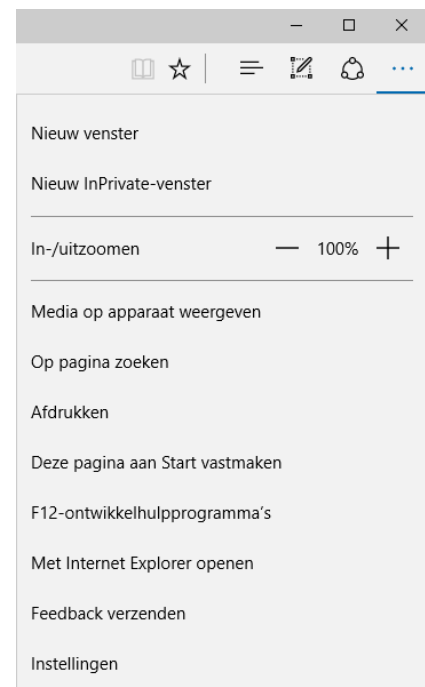 Nieuw venster
Nieuw InPrivate-venster
In-/uitzoomen 100%
Media op apparaat weergeven
Op pagina zoeken
Afdrukken
Deze pagina aan Start vastmaken
F12-ontwikkelhulpprogramma's
Met Internet Explorer openen
Feedback verzenden
Instellingen